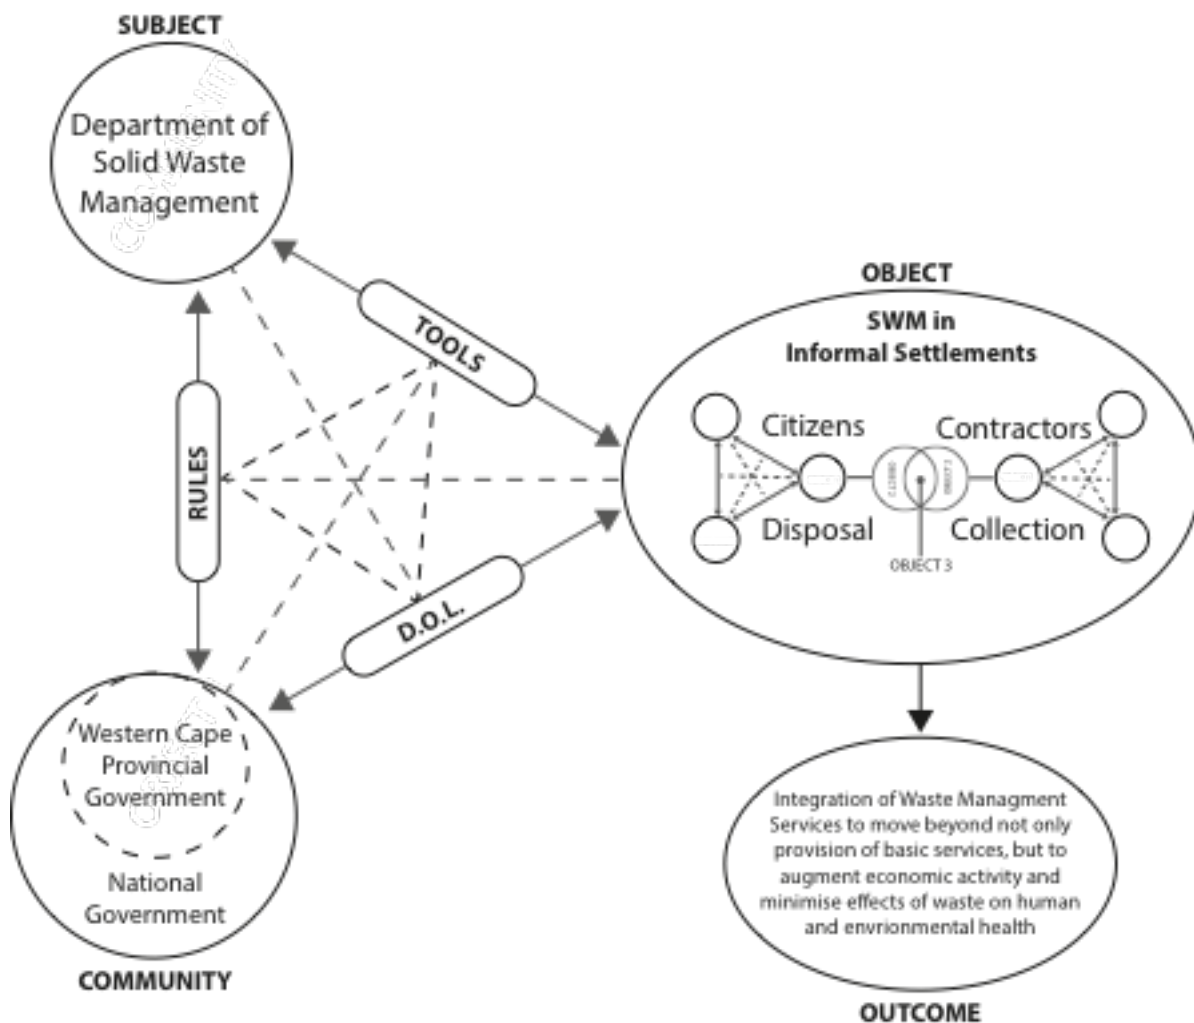 SUBJECT
Department of
Solid Waste
Management
TOOLS
RULES
D.O.L.
Western Cape
Provincial
Government
National
Government
COMMUNITY
OBJECT
SWM in
Informal Settlements
Citizens
Contractors
Disposal
Collection
OBJECT 3
Integration of Waste Managment
Services to move beyond not only
provision of basic services, but to
augment economic activity and
minimise effects of waste on human
and envrionmental health
OUTCOME